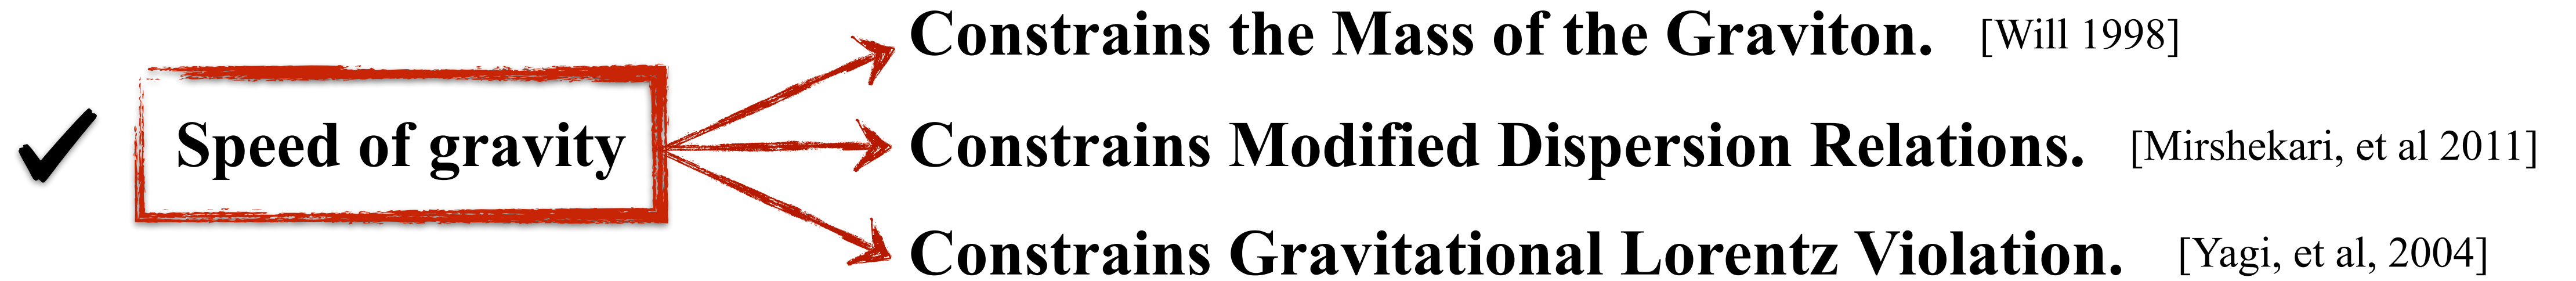 Constrains the Mass of the Graviton. [Will 1998]
Speed of gravity
Constrains Modified Dispersion Relations. [Mirshekari, et al 2011]
Constrains Gravitational Lorentz Violation. [Yagi, et al, 2004]